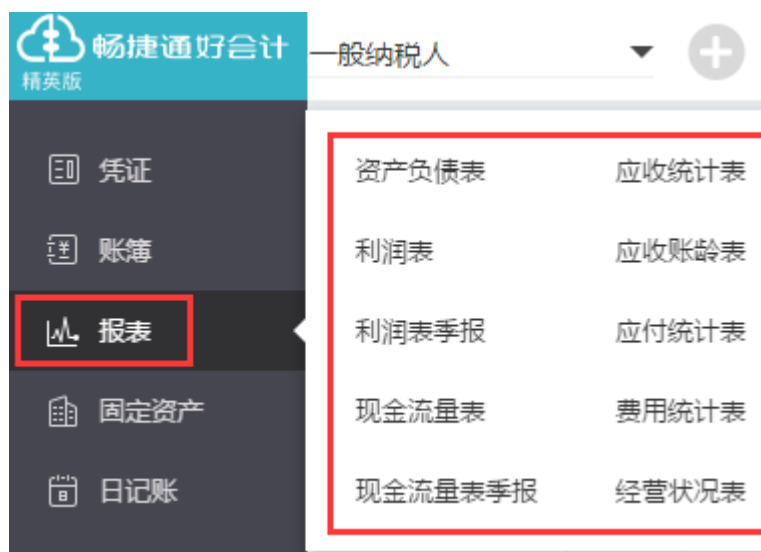 畅捷通好会计
精英版
一般纳税人
凭证
账簿
报表
固定资产
日记账
资产负债表 应收统计表
利润表 应收账龄表
利润表季报 应付统计表
现金流量表 费用统计表
现金流量表季报 经营状况表